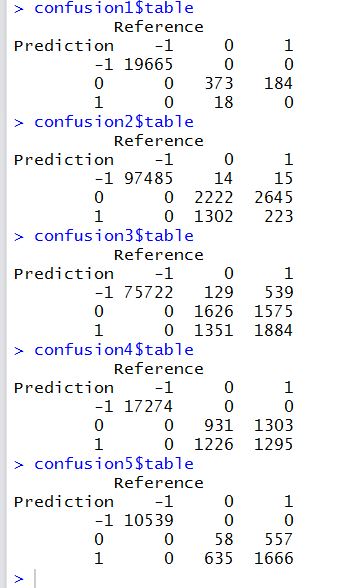 > confusion1$table
Reference
Prediction -1 0 1
-1 19665 0 0
0 0 373 184
1 0 18 0
> confusion2$table
Reference
Prediction -1 0 1
-1 97485 14 15
0 0 2222 2645
1 0 1302 223
> confusion3$table
Reference
Prediction -1 0 1
-1 75722 129 539
0 0 1626 1575
1 0 1351 1884
> confusion4$table
Reference
Prediction -1 0 1
-1 17274 0 0
0 0 931 1303
1 0 1226 1295
> confusion5$table
Reference
Prediction -1 0 1
-1 10539 0 0
0 0 58 557
1 0 635 1666
>